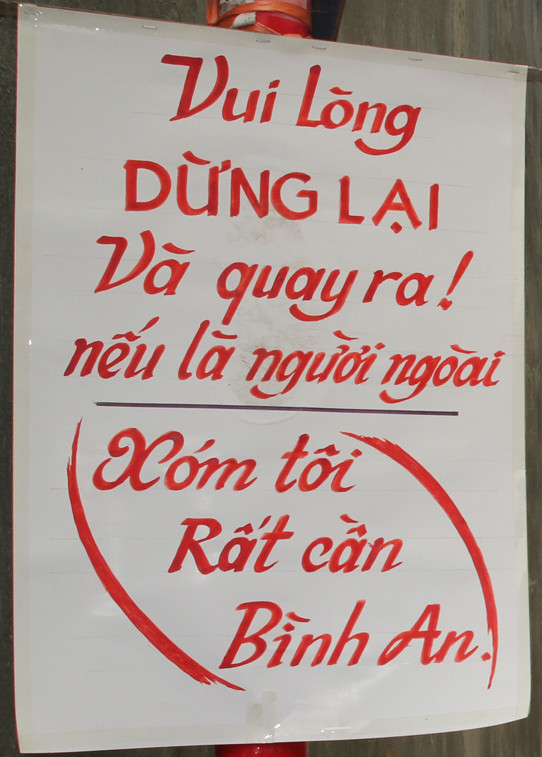 Vui lòng
DỪNG LẠI
Và quay ra!
nếu là người ngoài
Xóm tôi
Rất cần
Bình An.